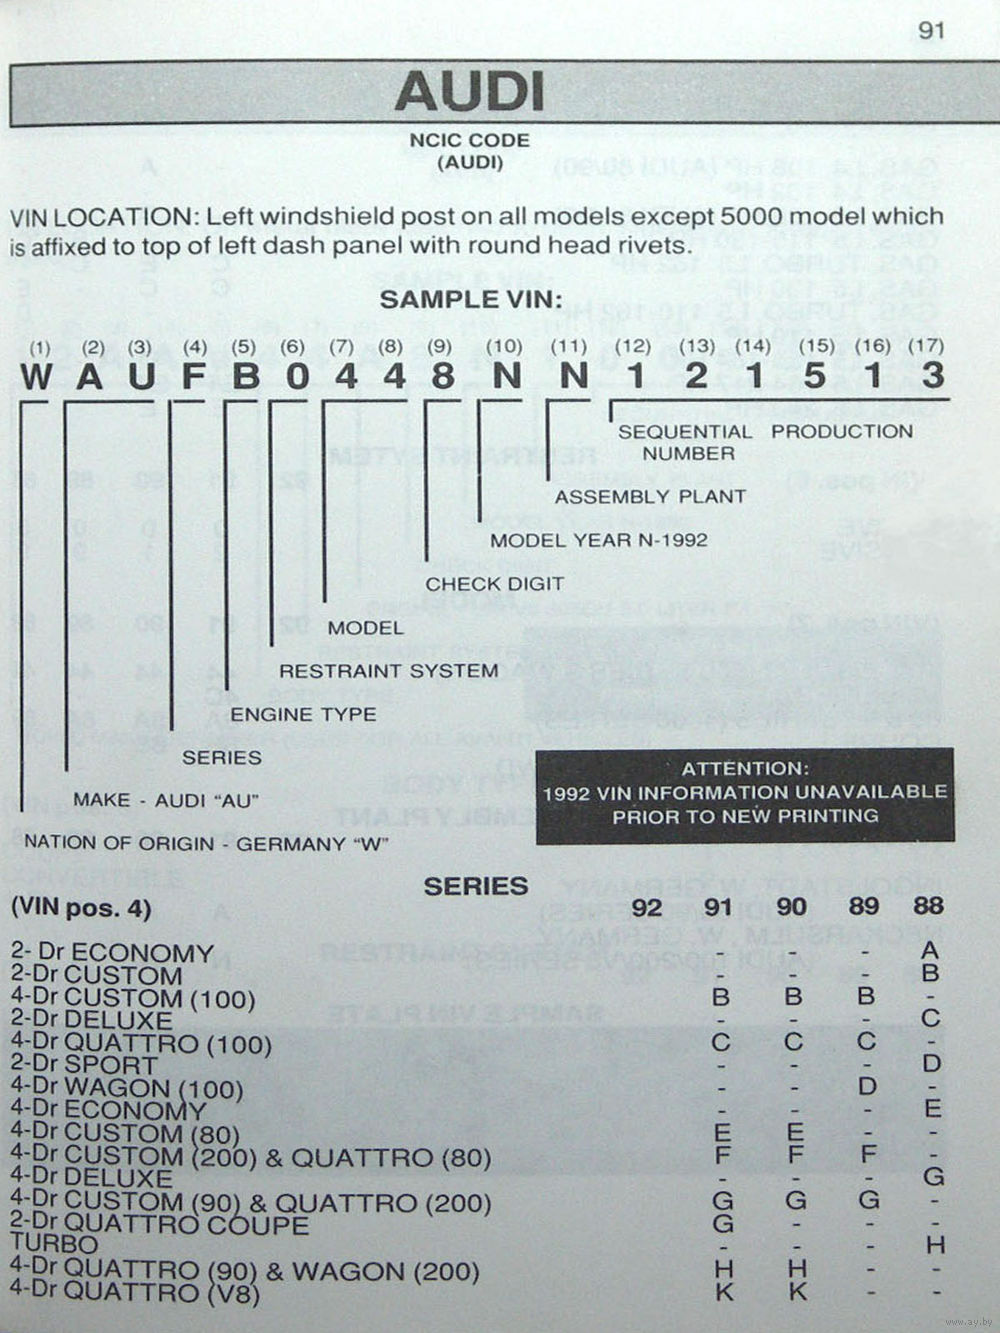 91
AUDI
NCIC CODE
(AUDI)
VIN LOCATION: Left windshield post on all models except 5000 model which
is affixed to top of left dash panel with round head rivets.
SAMPLE VIN:
(1) (2) (3) (4) (5) (6) (7) (8) (9) (10) (11) (12) (13) (14) (15) (16) (17)
W A U F B 0 4 4 8 N N 1 2 1 5 1 3
SEQUENTIAL PRODUCTION
NUMBER
ASSEMBLY PLANT
MODEL YEAR N-1992
CHECK DIGIT
MODEL
RESTRAINT SYSTEM
ENGINE TYPE
SERIES
MAKE - AUDI "AU"
NATION OF ORIGIN - GERMANY "W"
ATTENTION:
1992 VIN INFORMATION UNAVAILABLE
PRIOR TO NEW PRINTING
SERIES
(VIN pos. 4) 92 91 90 89 88
2- Dr ECONOMY - - - A
2-Dr CUSTOM - - - B
4-Dr CUSTOM (100) B B B -
2-Dr DELUXE - - - C
4-Dr QUATTRO (100) C C C -
2-Dr SPORT - - - D
4-Dr WAGON (100) - - D -
4-Dr ECONOMY - - - E
4-Dr CUSTOM (80) E E - -
4-Dr CUSTOM (200) & QUATTRO (80) F F F -
4-Dr DELUXE - - - G
4-Dr CUSTOM (90) & QUATTRO (200) G G G -
2-Dr QUATTRO COUPE G - - -
TURBO - - - H
4-Dr QUATTRO (90) & WAGON (200) H H - -
4-Dr QUATTRO (V8) K K - -
www.ay.by